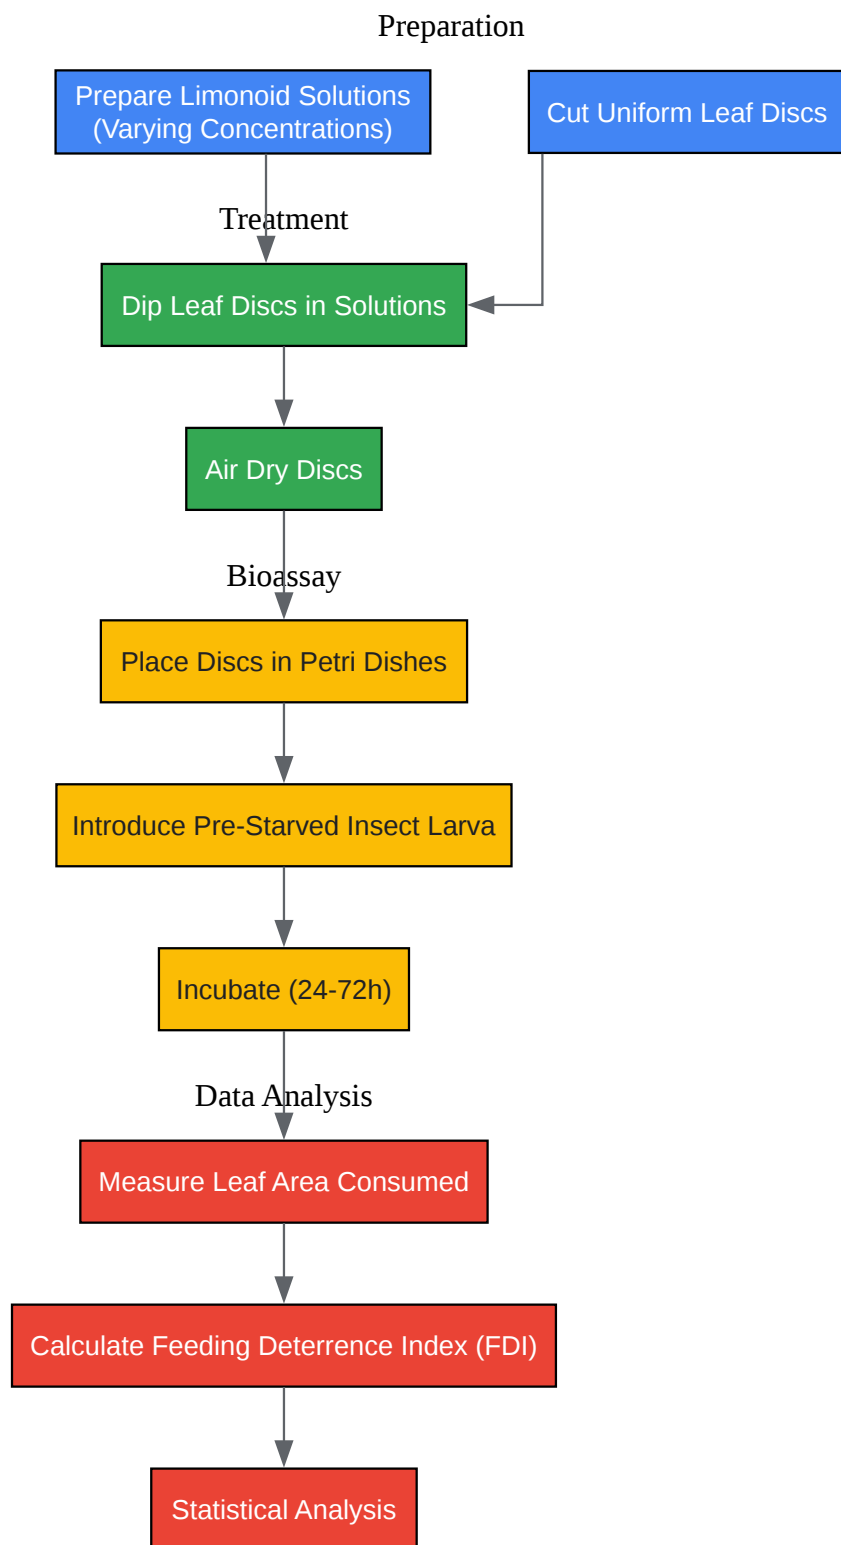 Preparation
Prepare Limonoid Solutions
(Varying Concentrations)
Cut Uniform Leaf Discs
Treatment
Dip Leaf Discs in Solutions
Air Dry Discs
Bioassay
Place Discs in Petri Dishes
Introduce Pre-Starved Insect Larva
Incubate (24-72h)
Data Analysis
Measure Leaf Area Consumed
Calculate Feeding Deterrence Index (FDI)
Statistical Analysis